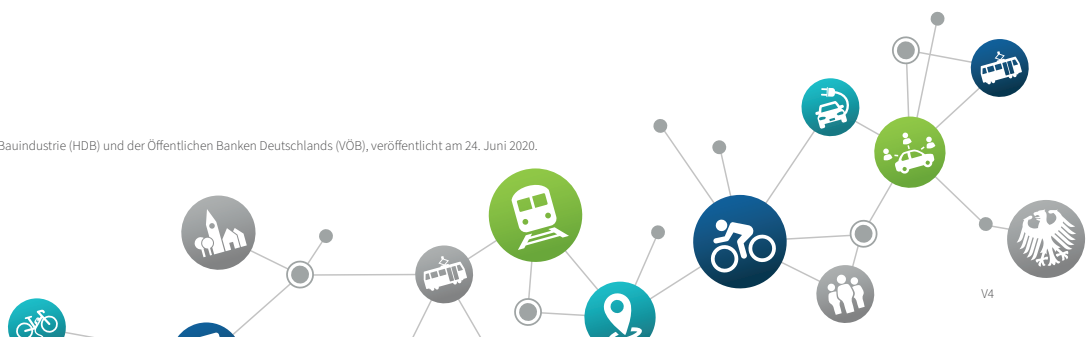 Bauindustrie (HDB) und der Öffentlichen Banken Deutschlands (VÖB), veröffentlicht am 24. Juni 2020.
V4